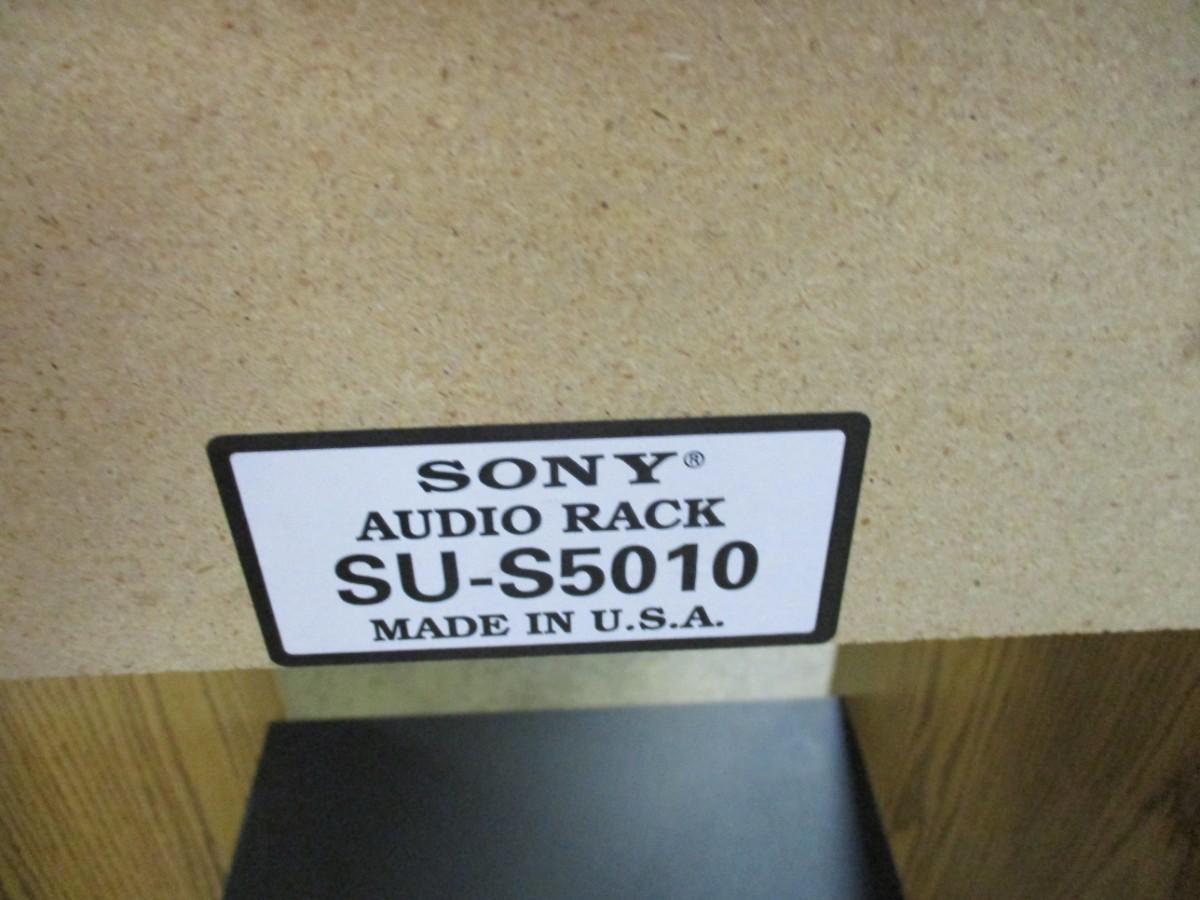 SONY®
AUDIO RACK
SU-S5010
MADE IN U.S.A.